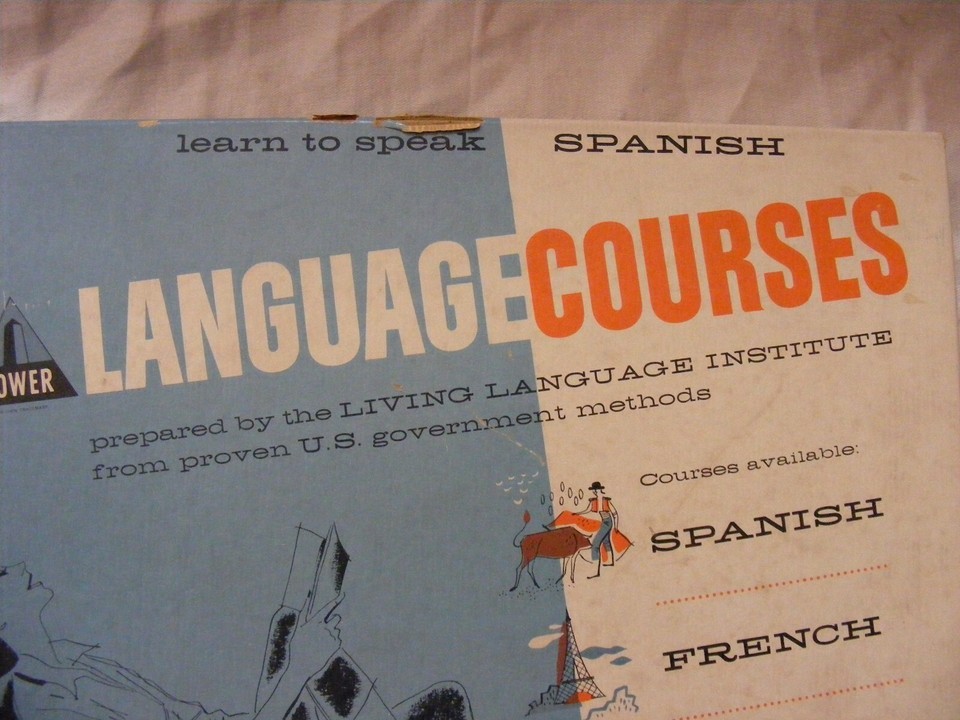 learn to speak SPANISH
LANGUAGE COURSES
OWER
prepared by the LIVING LANGUAGE INSTITUTE
from proven U.S. government methods
Courses available:
SPANISH
FRENCH